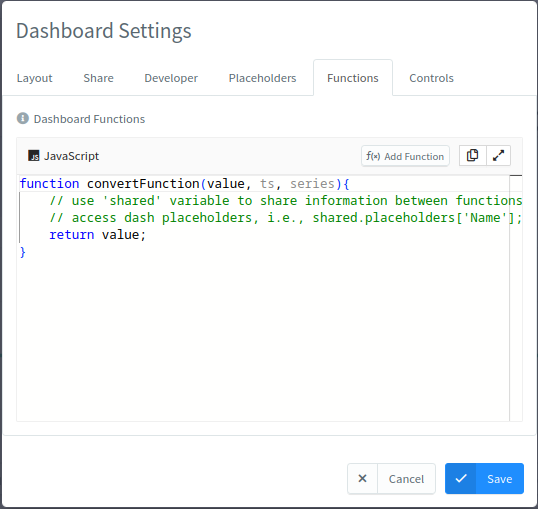 Dashboard Settings
Layout Share Developer Placeholders Functions Controls
Dashboard Functions
JS JavaScript f(x) Add Function
function convertFunction(value, ts, series){
// use 'shared' variable to share information between functions
// access dash placeholders, i.e., shared.placeholders['Name'];
return value;
}
Cancel Save